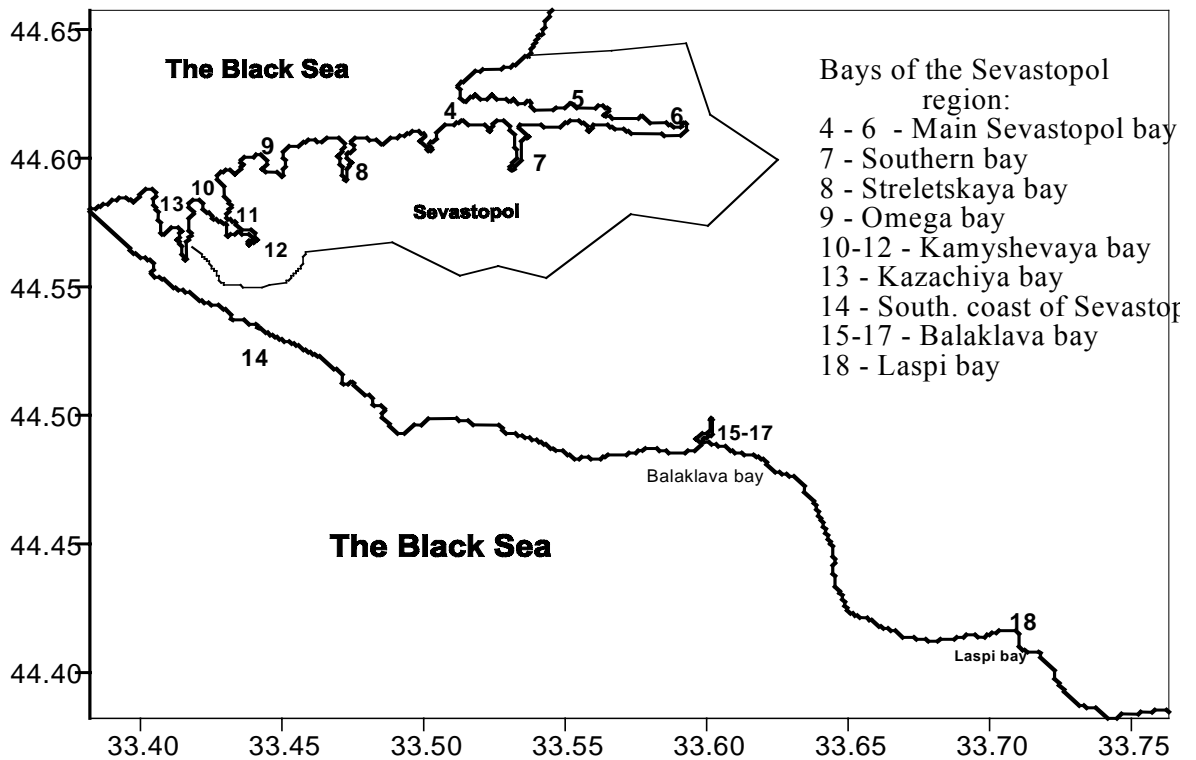 44.65
44.60
44.55
44.50
44.45
44.40
33.40 33.45 33.50 33.55 33.60 33.65 33.70 33.75
The Black Sea
4
5
6
7
8
9
10
11
12
13
Sevastopol
14
15-17
Balaklava bay
The Black Sea
18
Laspi bay
Bays of the Sevastopol
region:
4 - 6 - Main Sevastopol bay
7 - Southern bay
8 - Streletskaya bay
9 - Omega bay
10-12 - Kamyshevaya bay
13 - Kazachiya bay
14 - South. coast of Sevastop
15-17 - Balaklava bay
18 - Laspi bay